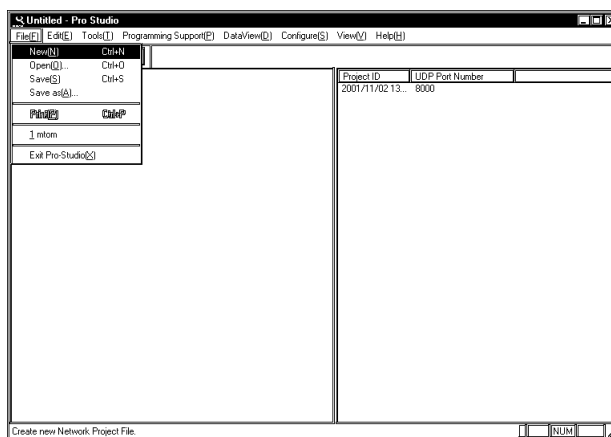 Untitled - Pro Studio
File[F] Edit[E] Tools[T] Programming Support[P] DataView[D] Configure[S] View[V] Help[H]
New[N] Ctrl+N
Open[O]... Ctrl+O
Save[S] Ctrl+S
Save as[A]...
Print[P] Ctrl+P
1 mtom
Exit Pro-Studio[X]
Project ID UDP Port Number
2001/11/02 13... 8000
Create new Network Project File.
NUM